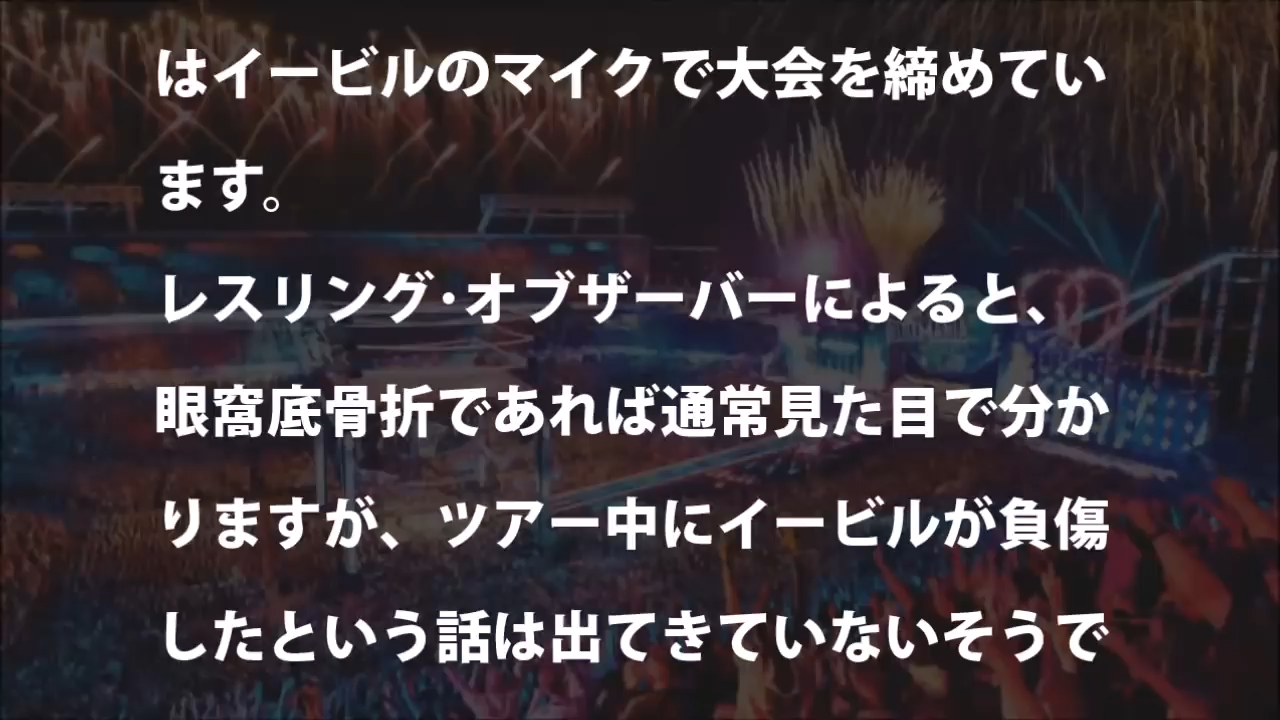 はイービルのマイクで大会を締めてい
ます。
レスリング・オブザーバーによると、
眼窩底骨折であれば通常見た目で分か
りますが、ツアー中にイービルが負傷
したという話は出てきていないそうで